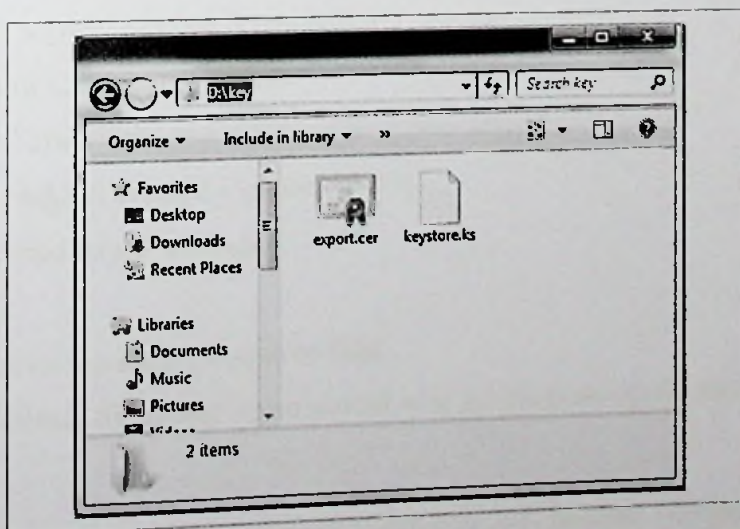 D:\key
Search key
Organize
Include in library
»
Favorites
Desktop
Downloads
Recent Places
Libraries
Documents
Music
Pictures
export.cer
keystore.ks
2 items